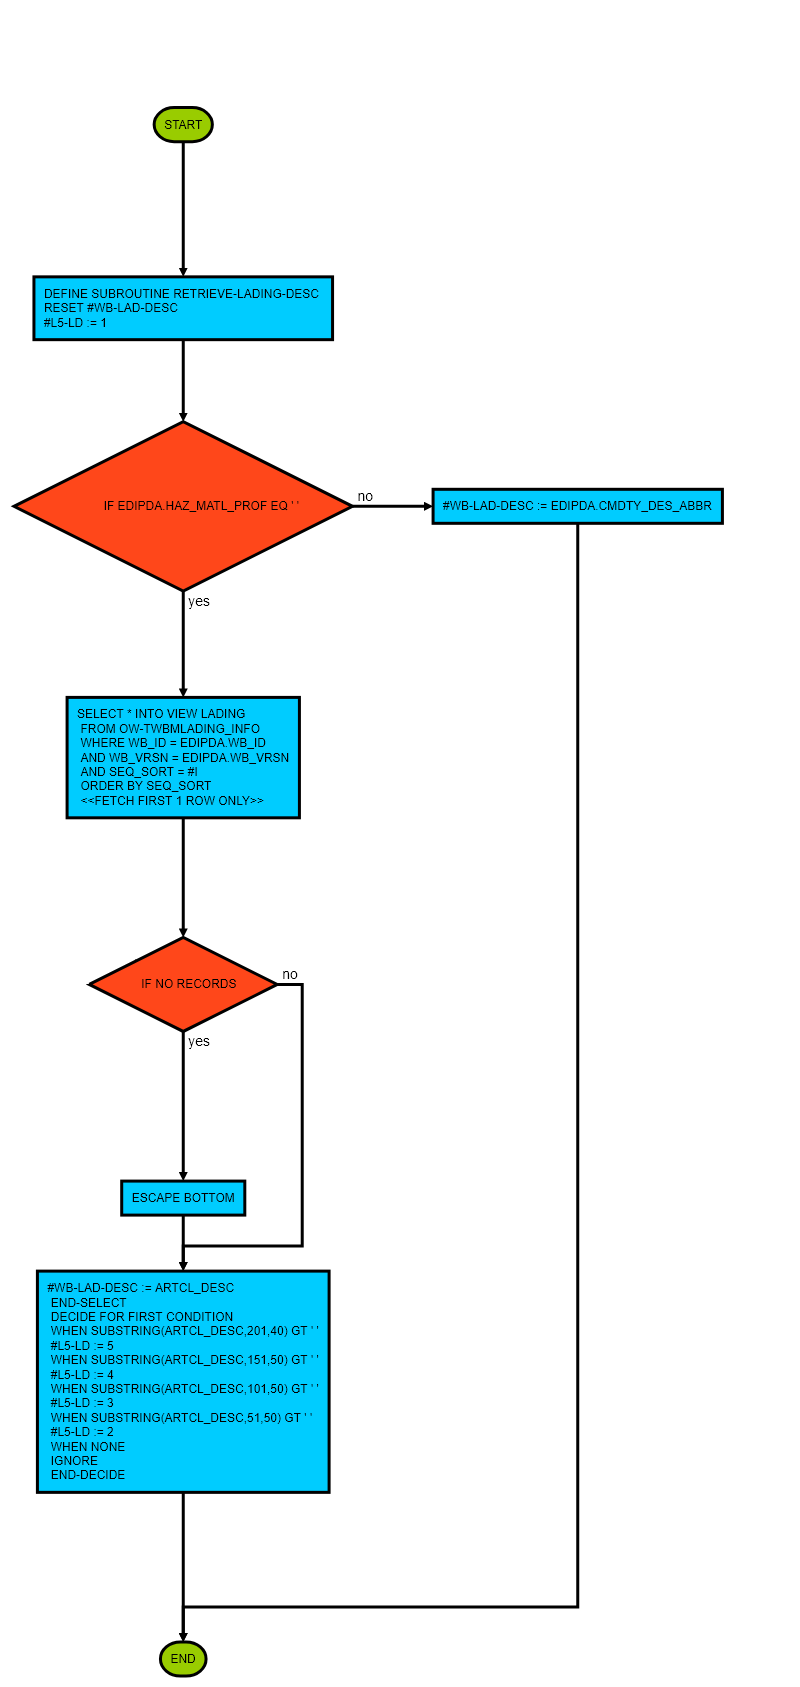 START
DEFINE SUBROUTINE RETRIEVE-LADING-DESC
RESET #WB-LAD-DESC
#L5-LD := 1
IF EDIPDA.HAZ_MATL_PROF EQ ' '
no
#WB-LAD-DESC := EDIPDA.CMDTY_DES_ABBR
yes
SELECT * INTO VIEW LADING
FROM OW-TWBMLADING_INFO
WHERE WB_ID = EDIPDA.WB_ID
AND WB_VRSN = EDIPDA.WB_VRSN
AND SEQ_SORT = #I
ORDER BY SEQ_SORT
<<FETCH FIRST 1 ROW ONLY>>
IF NO RECORDS
no
yes
ESCAPE BOTTOM
#WB-LAD-DESC := ARTCL_DESC
END-SELECT
DECIDE FOR FIRST CONDITION
WHEN SUBSTRING(ARTCL_DESC,201,40) GT ' '
#L5-LD := 5
WHEN SUBSTRING(ARTCL_DESC,151,50) GT ' '
#L5-LD := 4
WHEN SUBSTRING(ARTCL_DESC,101,50) GT ' '
#L5-LD := 3
WHEN SUBSTRING(ARTCL_DESC,51,50) GT ' '
#L5-LD := 2
WHEN NONE
IGNORE
END-DECIDE
END